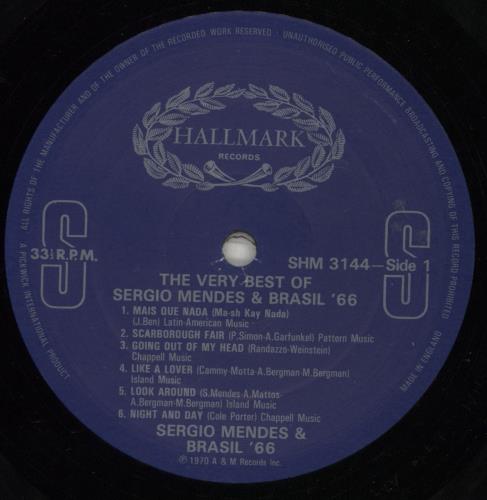 ALL RIGHTS OF THE MANUFACTURER AND OF THE OWNER OF THE RECORDED WORK RESERVED · UNAUTHORISED PUBLIC PERFORMANCE BROADCASTING AND COPYING OF THIS RECORD PROHIBITED
HALLMARK
RECORDS
S
S
33⅓ R.P.M.
SHM 3144—Side 1
THE VERY BEST OF
SERGIO MENDES & BRASIL '66
1. MAIS QUE NADA (Ma-sh Kay Nada)
(J.Ben) Latin-American Music
2. SCARBOROUGH FAIR (P.Simon-A.Garfunkel) Pattern Music
3. GOING OUT OF MY HEAD (Randazzo-Weinstein)
Chappell Music
4. LIKE A LOVER (Cammy-Motta-A.Bergman-M.Bergman)
Island Music
5. LOOK AROUND (S.Mendes-A.Mattos-
A.Bergman-M.Bergman) Island Music
6. NIGHT AND DAY (Cole Porter) Chappell Music
SERGIO MENDES &
BRASIL '66
℗ 1970 A & M Records Inc.
A PICKWICK INTERNATIONAL COMPANY
MADE IN ENGLAND